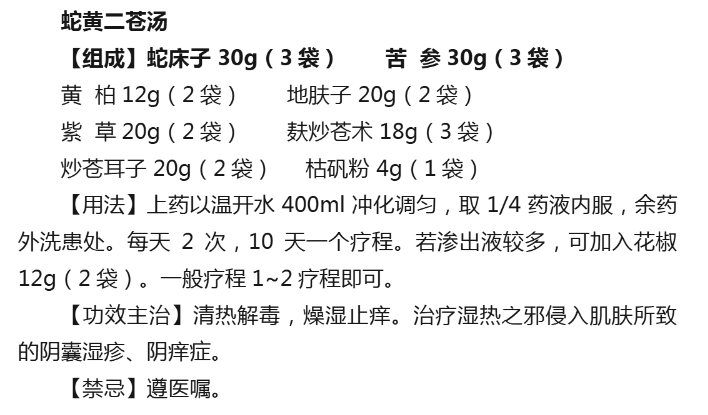 蛇黄二苍汤
【组成】蛇床子 30g（3 袋） 苦 参 30g（3 袋）
黄 柏 12g（2 袋） 地肤子 20g（2 袋）
紫 草 20g（2 袋） 麸炒苍术 18g（3 袋）
炒苍耳子 20g（2 袋） 枯矾粉 4g（1 袋）
【用法】上药以温开水 400ml 冲化调匀，取 1/4 药液内服，余药
外洗患处。每天 2 次，10 天一个疗程。若渗出液较多，可加入花椒
12g（2 袋）。一般疗程 1~2 疗程即可。
【功效主治】清热解毒，燥湿止痒。治疗湿热之邪侵入肌肤所致
的阴囊湿疹、阴痒症。
【禁忌】遵医嘱。